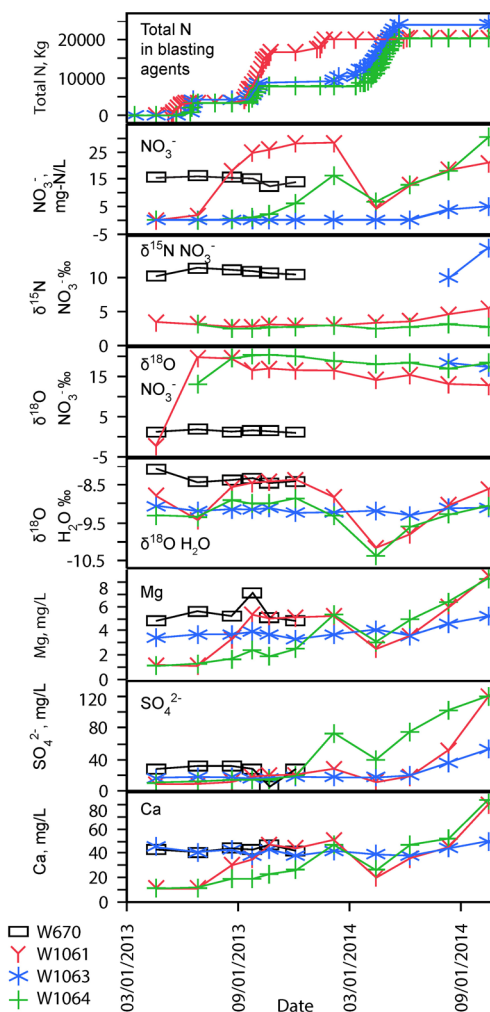 Total N
in blasting
agents
Total N, Kg
20000
10000
0
NO₃⁻
NO₃⁻,
mg-N/L
25
15
5
-5
δ¹⁵N NO₃⁻
δ¹⁵N
NO₃⁻‰
10
5
0
δ¹⁸O
NO₃⁻
δ¹⁸O
NO₃⁻‰
15
5
-5
δ¹⁸O H₂O
δ¹⁸O
H₂O ‰
-8.5
-9.5
-10.5
Mg
Mg, mg/L
8
6
4
2
0
SO₄²⁻
SO₄²⁻, mg/L
120
80
40
0
Ca
Ca, mg/L
80
60
40
20
0
03/01/2013
09/01/2013
03/01/2014
09/01/2014
Date
W670
W1061
W1063
W1064